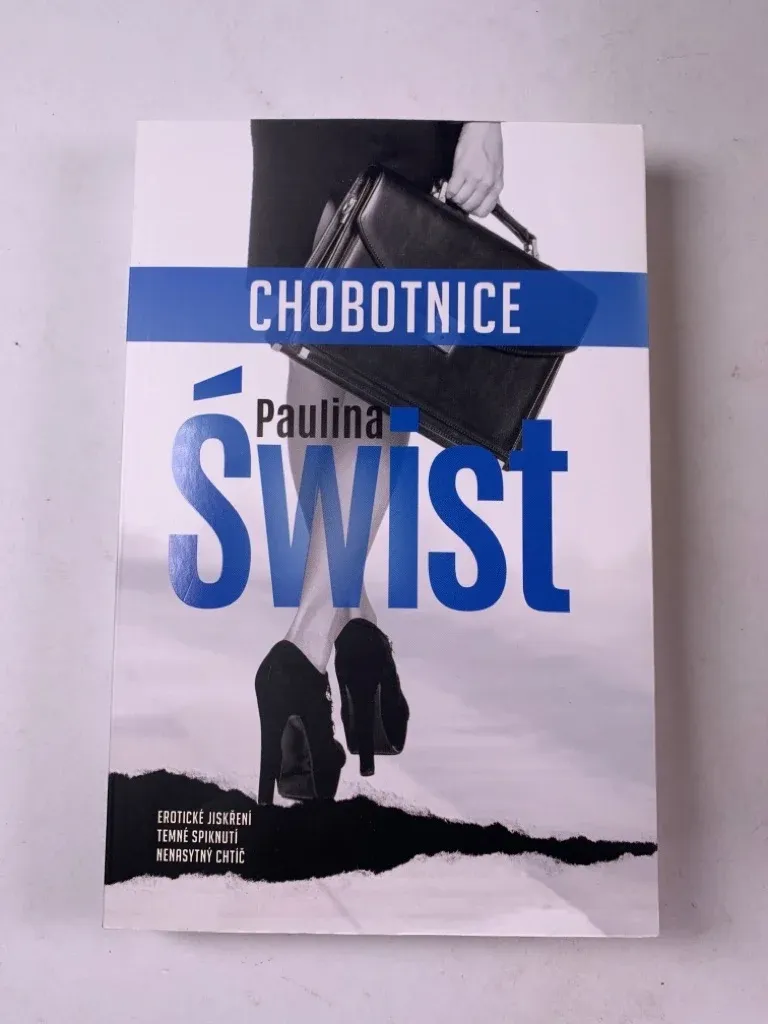 CHOBOTNICE
Paulina
Świst
EROTICKÉ JISKŘENÍ
TEMNÉ SPIKNUTÍ
NENASYTNÝ CHTÍČ